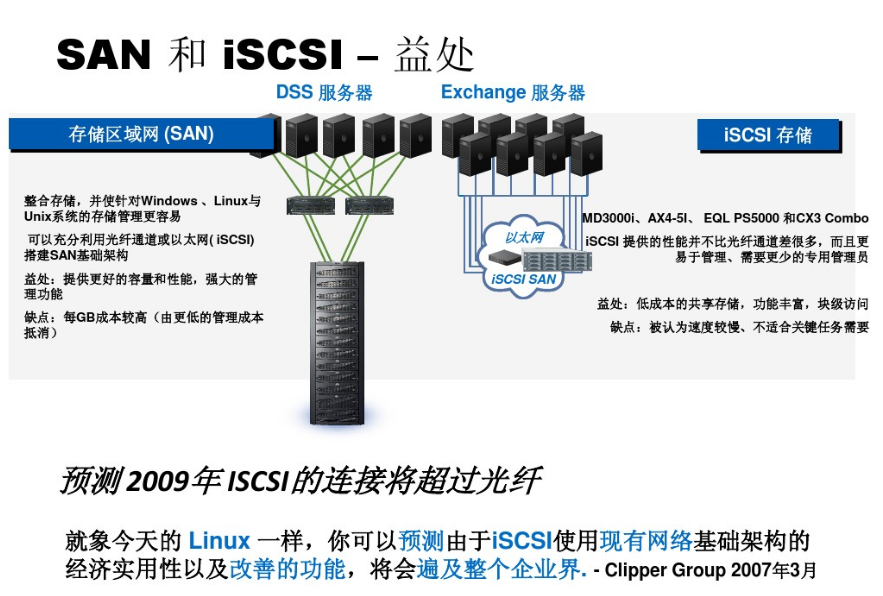 SAN 和 iSCSI – 益处
DSS 服务器
Exchange 服务器
存储区域网 (SAN)
iSCSI 存储
整合存储，并使针对Windows 、Linux与
Unix系统的存储管理更容易
可以充分利用光纤通道或以太网( iSCSI)
搭建SAN基础架构
益处：提供更好的容量和性能，强大的管
理功能
缺点：每GB成本较高（由更低的管理成本
抵消）
以太网
iSCSI SAN
MD3000i、AX4-5I、 EQL PS5000 和CX3 Combo
iSCSI 提供的性能并不比光纤通道差很多，而且更
易于管理、需要更少的专用管理员
益处：低成本的共享存储，功能丰富，块级访问
缺点：被认为速度较慢、不适合关键任务需要
预测 2009年 ISCSI的连接将超过光纤
就象今天的 Linux 一样，你可以预测由于iSCSI使用现有网络基础架构的
经济实用性以及改善的功能，将会遍及整个企业界. - Clipper Group 2007年3月